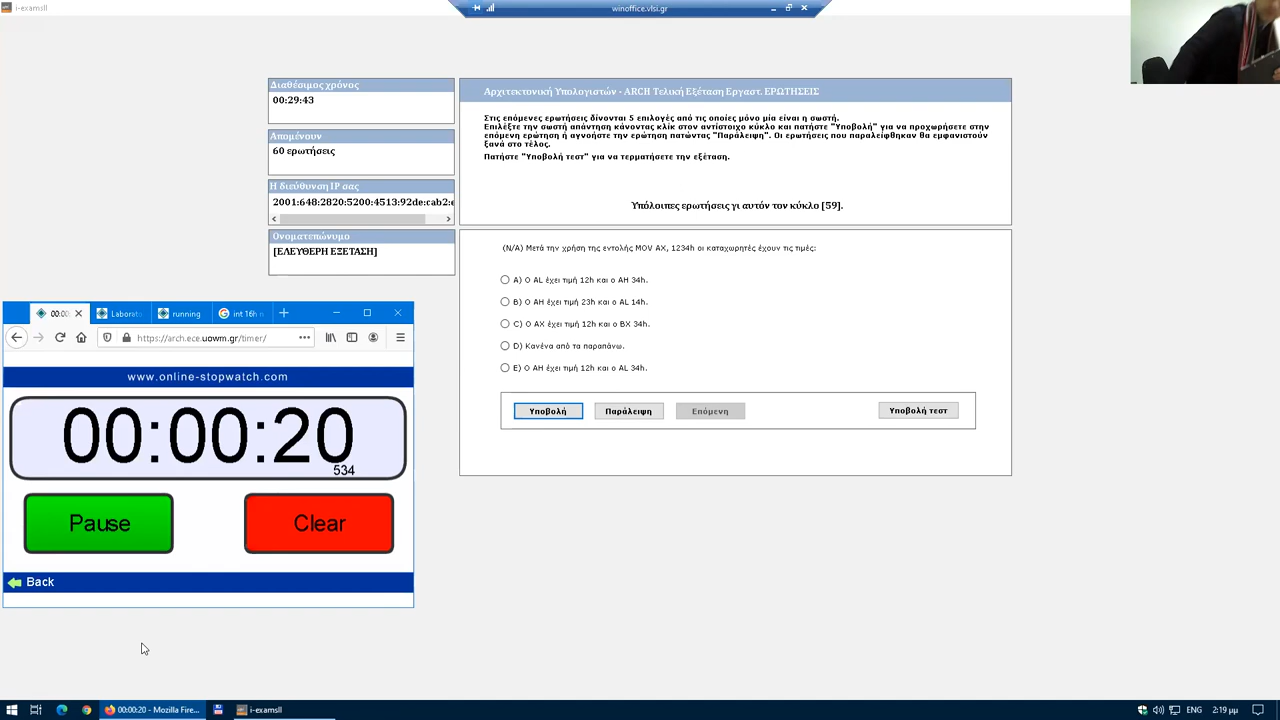 i-examsll
winoffice.vlsi.gr
Διαθέσιμος χρόνος
00:29:43
Απομένουν
60 ερωτήσεις
Η διεύθυνση IP σας
2001:648:2820:5200:4513:92de:cab2:e
Ονοματεπώνυμο
[ΕΛΕΥΘΕΡΗ ΕΞΕΤΑΣΗ]
Αρχιτεκτονική Υπολογιστών - ARCH Τελική Εξέταση Εργαστ. ΕΡΩΤΗΣΕΙΣ
Στις επόμενες ερωτήσεις δίνονται 5 επιλογές από τις οποίες μόνο μία είναι η σωστή.
Επιλέξτε την σωστή απάντηση κάνοντας κλίκ στον αντίστοιχο κύκλο και πατήστε "Υποβολή" για να προχωρήσετε στην
επόμενη ερώτηση ή αγνοήστε την ερώτηση πατώντας "Παράλειψη". Οι ερωτήσεις που παραλείφθηκαν θα εμφανιστούν
ξανά στο τέλος.
Πατήστε "Υποβολή τεστ" για να τερματήσετε την εξέταση.
Υπόλοιπες ερωτήσεις γι αυτόν τον κύκλο [59].
(N/A) Μετά την χρήση της εντολής MOV AX, 1234h οι καταχωρητές έχουν τις τιμές:
A) Ο AL έχει τιμή 12h και ο AH 34h.
B) Ο AH έχει τιμή 23h και ο AL 14h.
C) Ο AX έχει τιμή 12h και ο BX 34h.
D) Κανένα από τα παραπάνω.
E) Ο AH έχει τιμή 12h και ο AL 34h.
Υποβολή
Παράλειψη
Επόμενη
Υποβολή τεστ
00:00
Laborato
running
int 16h
https://arch.ece.uowm.gr/timer/
www.online-stopwatch.com
00:00:20
534
Pause
Clear
Back
00:00:20 - Mozilla Fire...
i-examsll
ENG
2:19 μμ